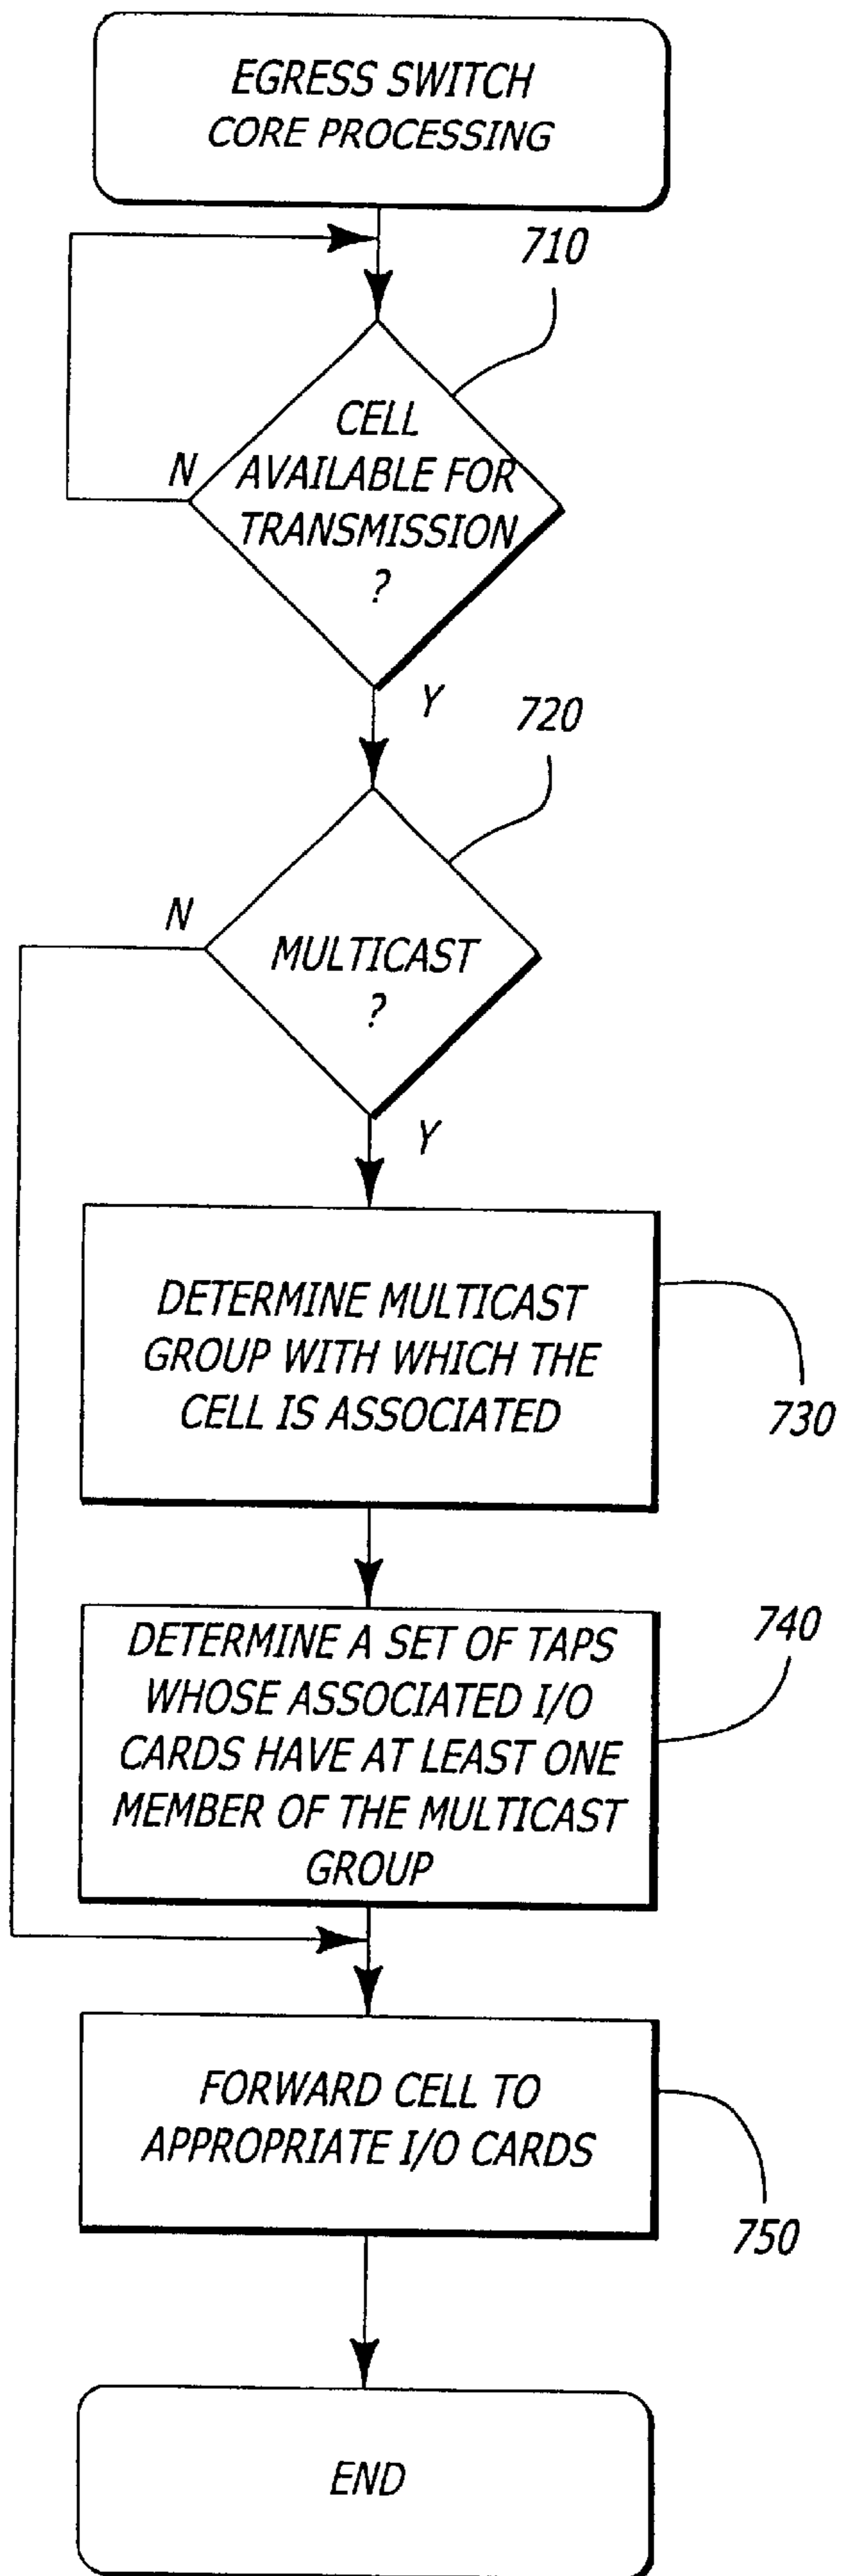 EGRESS SWITCH
CORE PROCESSING
710
CELL
AVAILABLE FOR
TRANSMISSION
?
N
Y
720
N
MULTICAST
?
Y
DETERMINE MULTICAST
GROUP WITH WHICH THE
CELL IS ASSOCIATED
730
DETERMINE A SET OF TAPS
WHOSE ASSOCIATED I/O
CARDS HAVE AT LEAST ONE
MEMBER OF THE MULTICAST
GROUP
740
FORWARD CELL TO
APPROPRIATE I/O CARDS
750
END